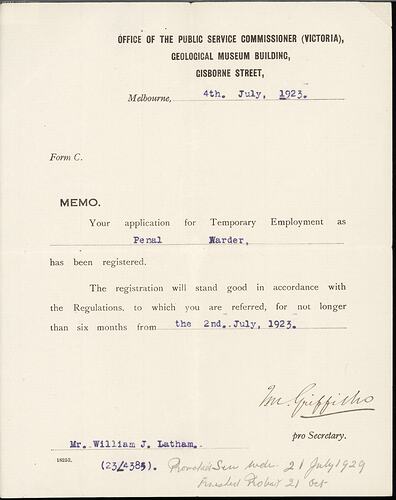 OFFICE OF THE PUBLIC SERVICE COMMISSIONER (VICTORIA),
GEOLOGICAL MUSEUM BUILDING,
GISBORNE STREET,
Melbourne, 4th. July, 1923.
Form C.
MEMO.
Your application for Temporary Employment as
Penal Warder,
has been registered.
The registration will stand good in accordance with
the Regulations, to which you are referred, for not longer
than six months from the 2nd. July, 1923.
Griffiths
pro Secretary.
Mr. William J. Latham.
18252.
(23/4385).
21 July 1929
21 Oct